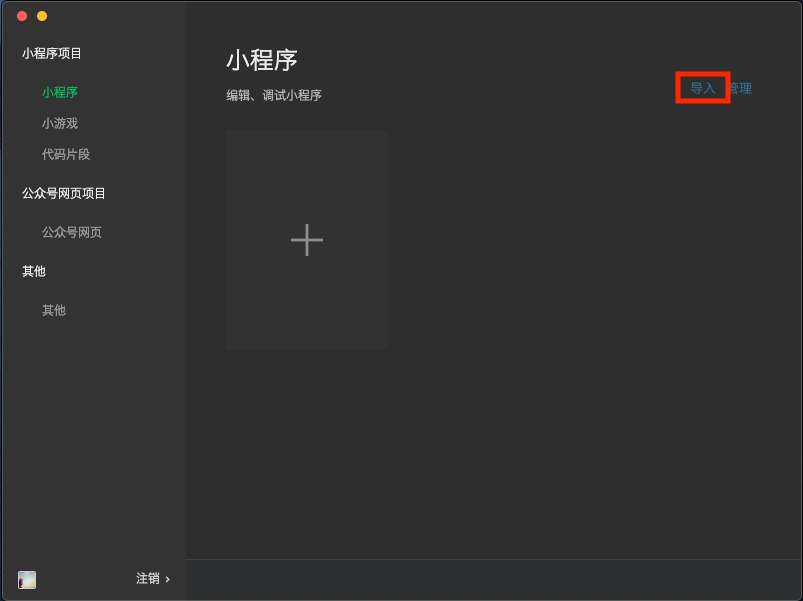 小程序项目
小程序
小游戏
代码片段
公众号网页项目
公众号网页
其他
其他
注销 ›
小程序
编辑、调试小程序
导入 管理